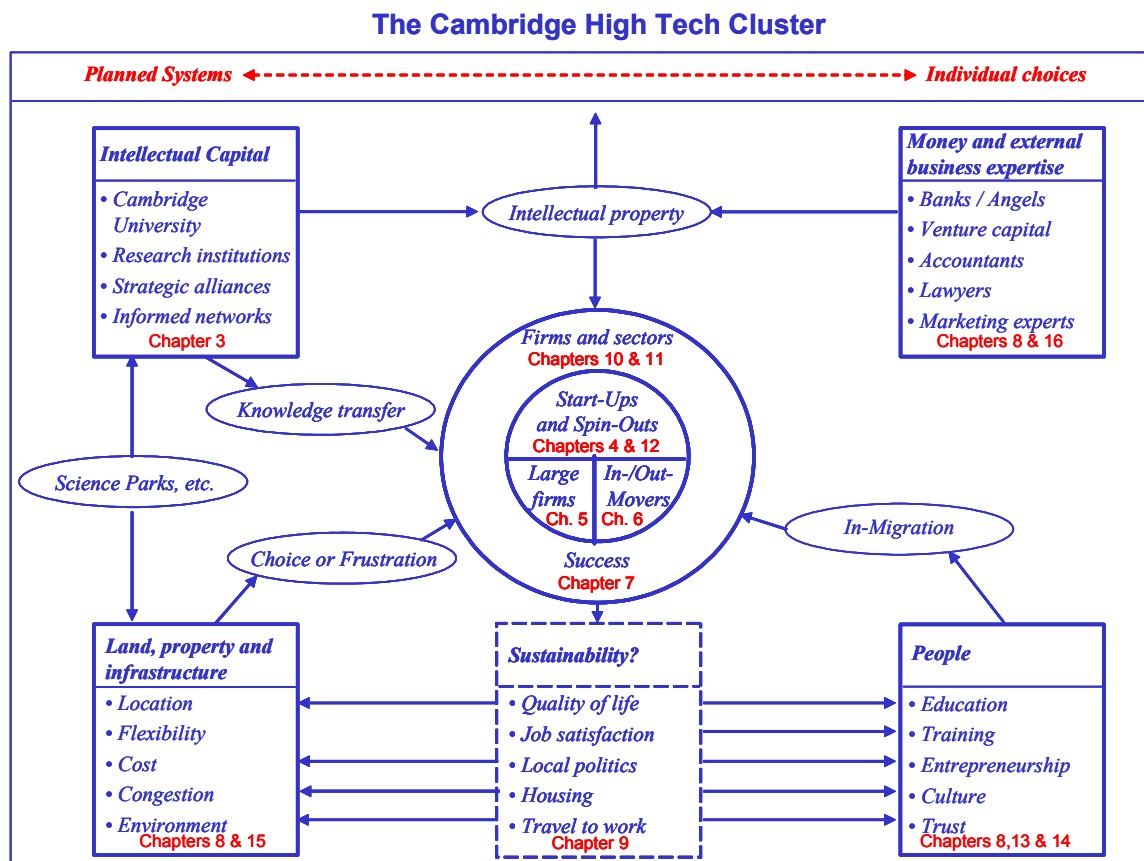 The Cambridge High Tech Cluster
Planned Systems
Individual choices
Intellectual Capital
• Cambridge
University
• Research institutions
• Strategic alliances
• Informed networks
Chapter 3
Intellectual property
Money and external
business expertise
• Banks / Angels
• Venture capital
• Accountants
• Lawyers
• Marketing experts
Chapters 8 & 16
Knowledge transfer
Science Parks, etc.
Choice or Frustration
Firms and sectors
Chapters 10 & 11
Start-Ups
and Spin-Outs
Chapters 4 & 12
Large
firms
Ch. 5
In-/Out-
Movers
Ch. 6
Success
Chapter 7
In-Migration
Land, property and
infrastructure
• Location
• Flexibility
• Cost
• Congestion
• Environment
Chapters 8 & 15
Sustainability?
• Quality of life
• Job satisfaction
• Local politics
• Housing
• Travel to work
Chapter 9
People
• Education
• Training
• Entrepreneurship
• Culture
• Trust
Chapters 8,13 & 14